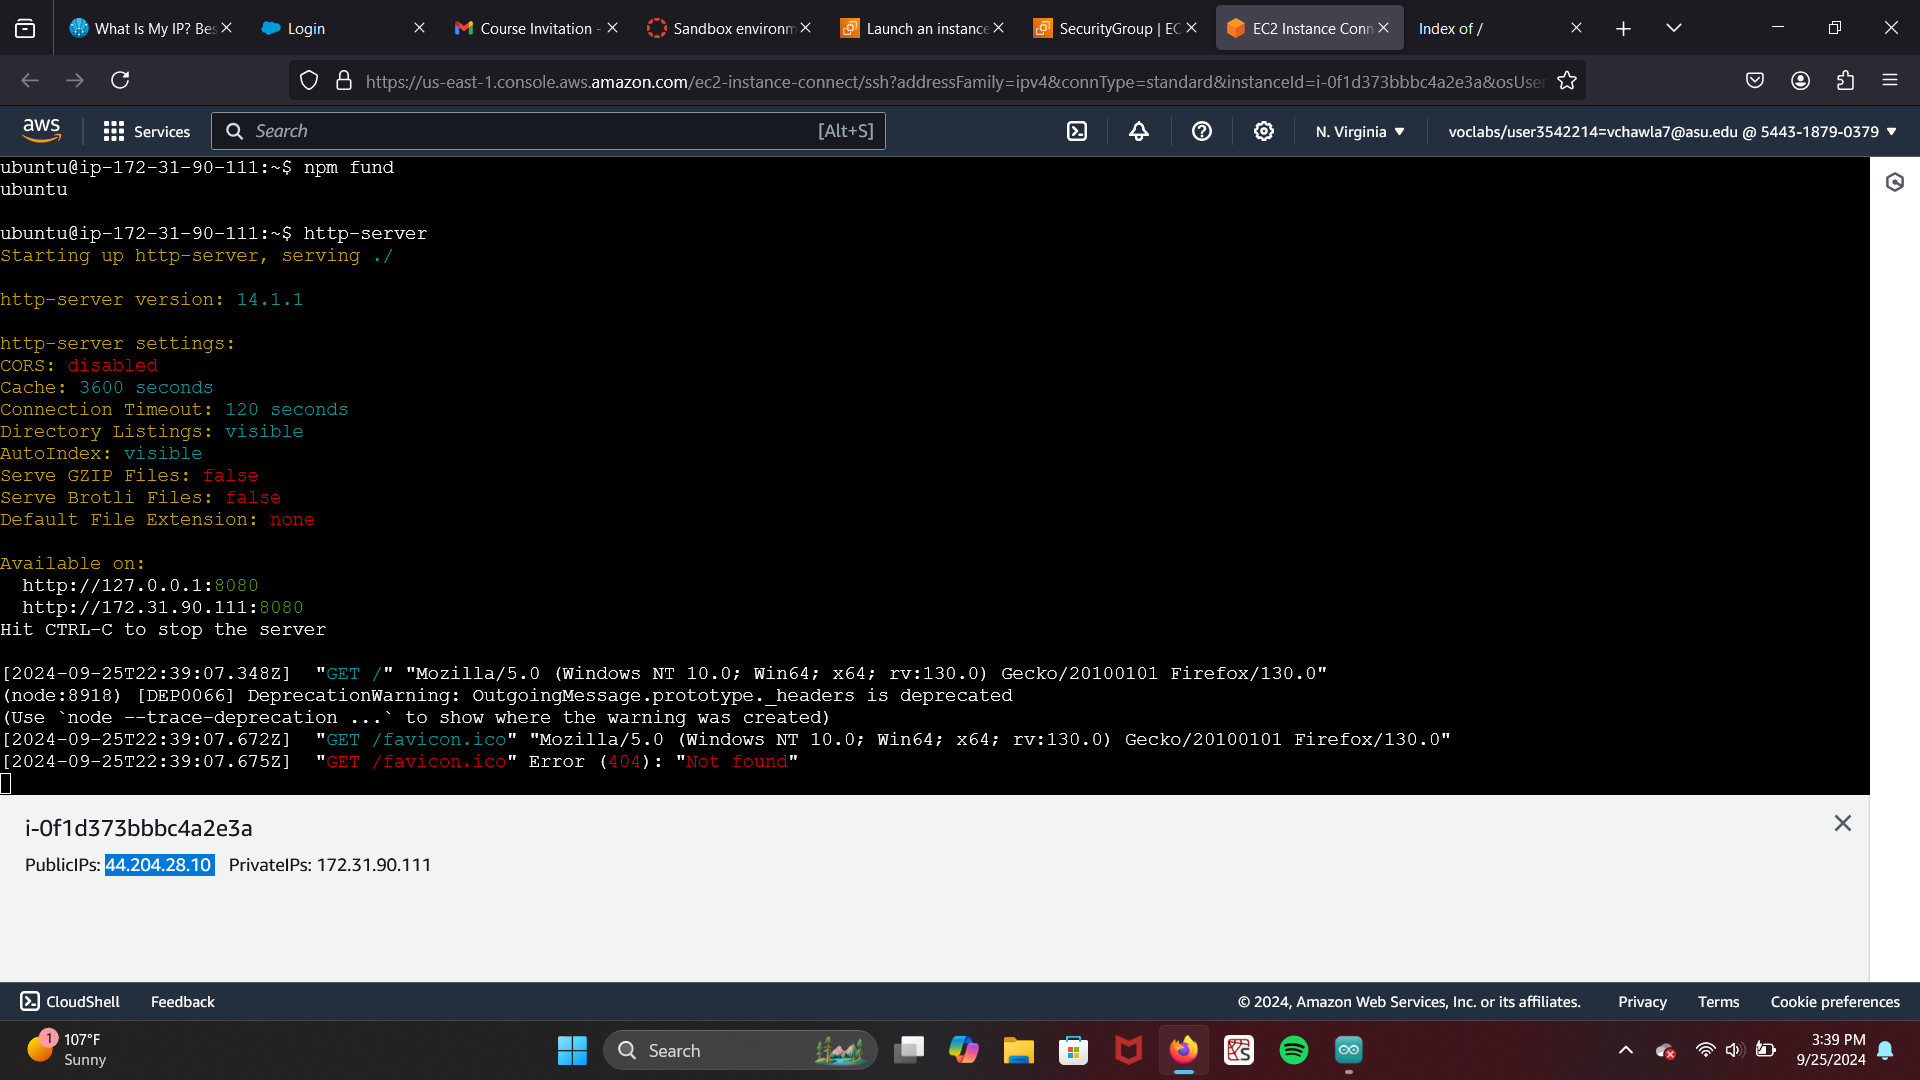 What Is My IP? Bes
Login
Course Invitation -
Sandbox environm
Launch an instance
SecurityGroup | EC
EC2 Instance Conn
Index of /
https://us-east-1.console.aws.amazon.com/ec2-instance-connect/ssh?addressFamily=ipv4&connType=standard&instanceId=i-0f1d373bbbc4a2e3a&osUser
aws
Services
Search
[Alt+S]
N. Virginia
voclabs/user3542214=vchawla7@asu.edu @ 5443-1879-0379
ubuntu@ip-172-31-90-111:~$ npm fund
ubuntu
ubuntu@ip-172-31-90-111:~$ http-server
Starting up http-server, serving ./
http-server version: 14.1.1
http-server settings:
CORS: disabled
Cache: 3600 seconds
Connection Timeout: 120 seconds
Directory Listings: visible
AutoIndex: visible
Serve GZIP Files: false
Serve Brotli Files: false
Default File Extension: none
Available on:
  http://127.0.0.1:8080
  http://172.31.90.111:8080
Hit CTRL-C to stop the server
[2024-09-25T22:39:07.348Z]  "GET /" "Mozilla/5.0 (Windows NT 10.0; Win64; x64; rv:130.0) Gecko/20100101 Firefox/130.0"
(node:8918) [DEP0066] DeprecationWarning: OutgoingMessage.prototype._headers is deprecated
(Use `node --trace-deprecation ...` to show where the warning was created)
[2024-09-25T22:39:07.672Z]  "GET /favicon.ico" "Mozilla/5.0 (Windows NT 10.0; Win64; x64; rv:130.0) Gecko/20100101 Firefox/130.0"
[2024-09-25T22:39:07.675Z]  "GET /favicon.ico" Error (404): "Not found"
i-0f1d373bbbc4a2e3a
PublicIPs: 44.204.28.10   PrivateIPs: 172.31.90.111
CloudShell
Feedback
© 2024, Amazon Web Services, Inc. or its affiliates.
Privacy
Terms
Cookie preferences
1
107°F
Sunny
Search
3:39 PM
9/25/2024